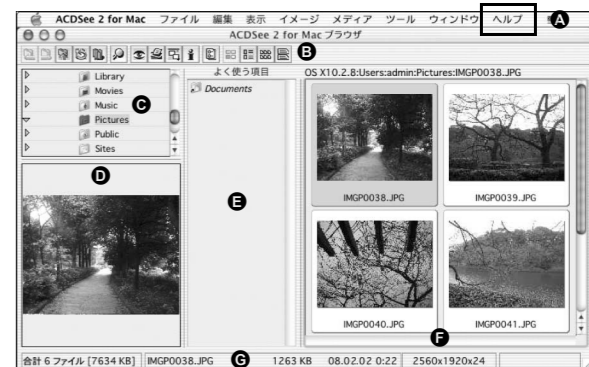 ACDSee 2 for Mac ファイル 編集 表示 イメージ メディア ツール ウィンドウ ヘルプ A
ACDSee 2 for Mac ブラウザ
B
よく使う項目 OS X10.2.8:Users:admin:Pictures:IMGP0038.JPG
Library
Movies
Music
Pictures
Public
Sites
C
Documents
D
E
IMGP0038.JPG IMGP0039.JPG
IMGP0040.JPG IMGP0041.JPG
F
合計 6 ファイル [7634 KB] IMGP0038.JPG G 1263 KB 08.02.02 0:22 2560x1920x24